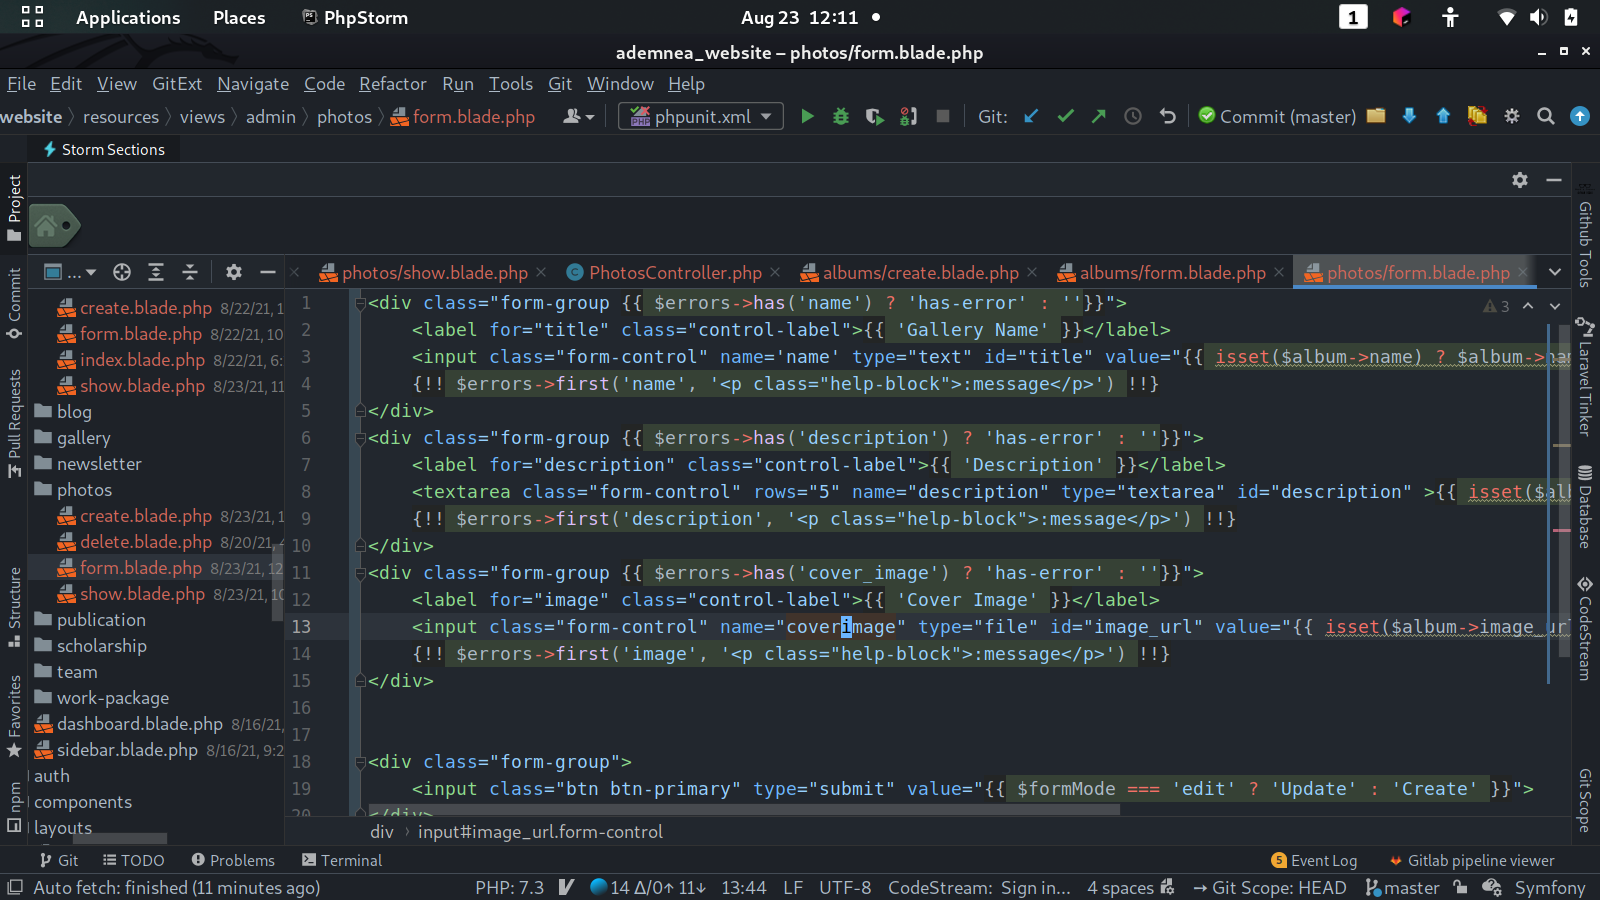 Applications Places PhpStorm Aug 23 12:11 1
ademnea_website – photos/form.blade.php
File Edit View GitExt Navigate Code Refactor Run Tools Git Window Help
website resources views admin photos form.blade.php phpunit.xml Git: Commit (master)
Storm Sections
Project
Commit
Pull Requests
Structure
Favorites
npm
... photos/show.blade.php PhotosController.php albums/create.blade.php albums/form.blade.php photos/form.blade.php
create.blade.php 8/22/21, 1
form.blade.php 8/22/21, 10
index.blade.php 8/22/21, 6:
show.blade.php 8/23/21, 11
blog
gallery
newsletter
photos
create.blade.php 8/23/21, 1
delete.blade.php 8/20/21, 4
form.blade.php 8/23/21, 12
show.blade.php 8/23/21, 10
publication
scholarship
team
work-package
dashboard.blade.php 8/16/21,
sidebar.blade.php 8/16/21, 9:2
auth
components
layouts
3
1 <div class="form-group {{ $errors->has('name') ? 'has-error' : ''}}">
2 <label for="title" class="control-label">{{ 'Gallery Name' }}</label>
3 <input class="form-control" name='name' type="text" id="title" value="{{ isset($album->name) ? $album->nam
4 {!! $errors->first('name', '<p class="help-block">:message</p>') !!}
5 </div>
6 <div class="form-group {{ $errors->has('description') ? 'has-error' : ''}}">
7 <label for="description" class="control-label">{{ 'Description' }}</label>
8 <textarea class="form-control" rows="5" name="description" type="textarea" id="description" >{{ isset($alb
9 {!! $errors->first('description', '<p class="help-block">:message</p>') !!}
10 </div>
11 <div class="form-group {{ $errors->has('cover_image') ? 'has-error' : ''}}">
12 <label for="image" class="control-label">{{ 'Cover Image' }}</label>
13 <input class="form-control" name="coverimage" type="file" id="image_url" value="{{ isset($album->image_url
14 {!! $errors->first('image', '<p class="help-block">:message</p>') !!}
15 </div>
16
17
18 <div class="form-group">
19 <input class="btn btn-primary" type="submit" value="{{ $formMode === 'edit' ? 'Update' : 'Create' }}">
20 </div>
Github Tools
Laravel Tinker
Database
CodeStream
Git Scope
div input#image_url.form-control
Git TODO Problems Terminal 5 Event Log Gitlab pipeline viewer
Auto fetch: finished (11 minutes ago) PHP: 7.3 14 Δ/0↑ 11↓ 13:44 LF UTF-8 CodeStream: Sign in... 4 spaces → Git Scope: HEAD master Symfony